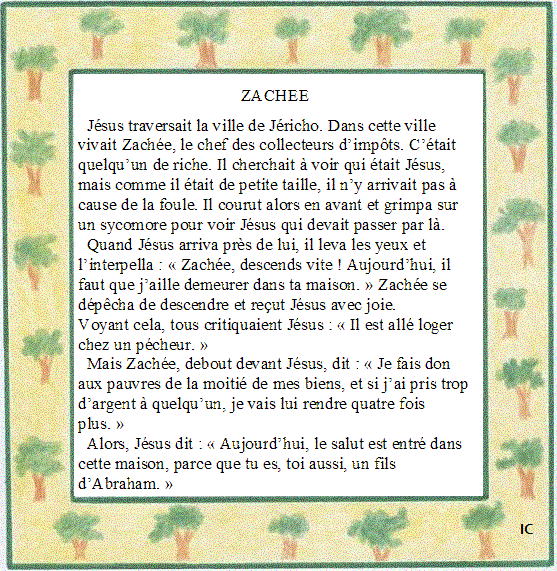 ZACHEE
Jésus traversait la ville de Jéricho. Dans cette ville
vivait Zachée, le chef des collecteurs d’impôts. C’était
quelqu’un de riche. Il cherchait à voir qui était Jésus,
mais comme il était de petite taille, il n’y arrivait pas à
cause de la foule. Il courut alors en avant et grimpa sur
un sycomore pour voir Jésus qui devait passer par là.
Quand Jésus arriva près de lui, il leva les yeux et
l’interpella : « Zachée, descends vite ! Aujourd’hui, il
faut que j’aille demeurer dans ta maison. » Zachée se
dépêcha de descendre et reçut Jésus avec joie.
Voyant cela, tous critiquaient Jésus : « Il est allé loger
chez un pécheur. »
Mais Zachée, debout devant Jésus, dit : « Je fais don
aux pauvres de la moitié de mes biens, et si j’ai pris trop
d’argent à quelqu’un, je vais lui rendre quatre fois
plus. »
Alors, Jésus dit : « Aujourd’hui, le salut est entré dans
cette maison, parce que tu es, toi aussi, un fils
d’Abraham. »
IC